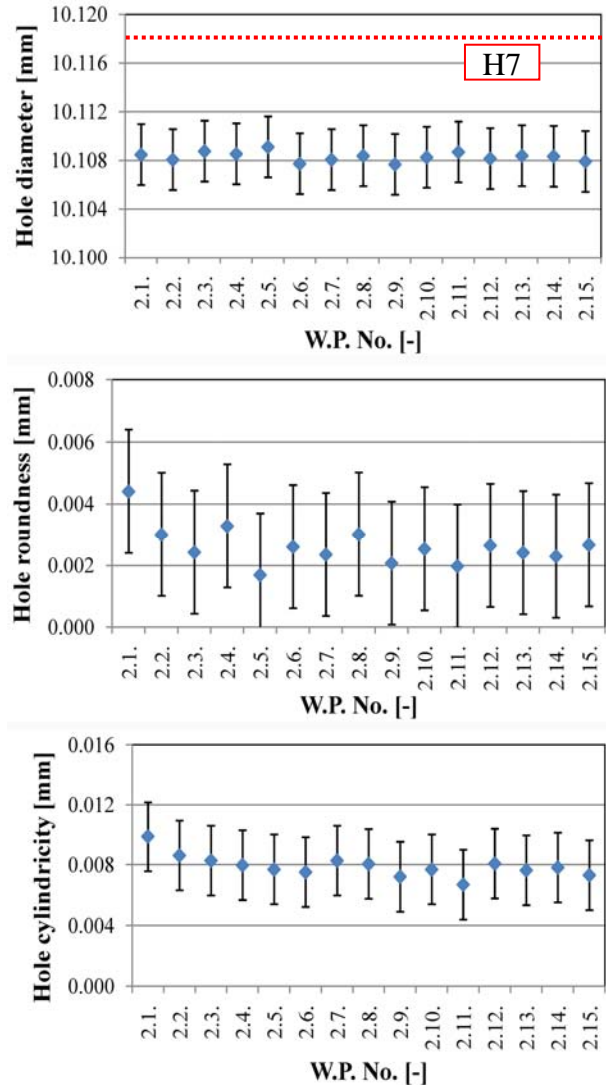 Hole diameter [mm]
10.120
10.116
10.112
10.108
10.104
10.100
H7
2.1. 2.2. 2.3. 2.4. 2.5. 2.6. 2.7. 2.8. 2.9. 2.10. 2.11. 2.12. 2.13. 2.14. 2.15.
W.P. No. [-]
Hole roundness [mm]
0.008
0.006
0.004
0.002
0.000
2.1. 2.2. 2.3. 2.4. 2.5. 2.6. 2.7. 2.8. 2.9. 2.10. 2.11. 2.12. 2.13. 2.14. 2.15.
W.P. No. [-]
Hole cylindricity [mm]
0.016
0.012
0.008
0.004
0.000
2.1. 2.2. 2.3. 2.4. 2.5. 2.6. 2.7. 2.8. 2.9. 2.10. 2.11. 2.12. 2.13. 2.14. 2.15.
W.P. No. [-]